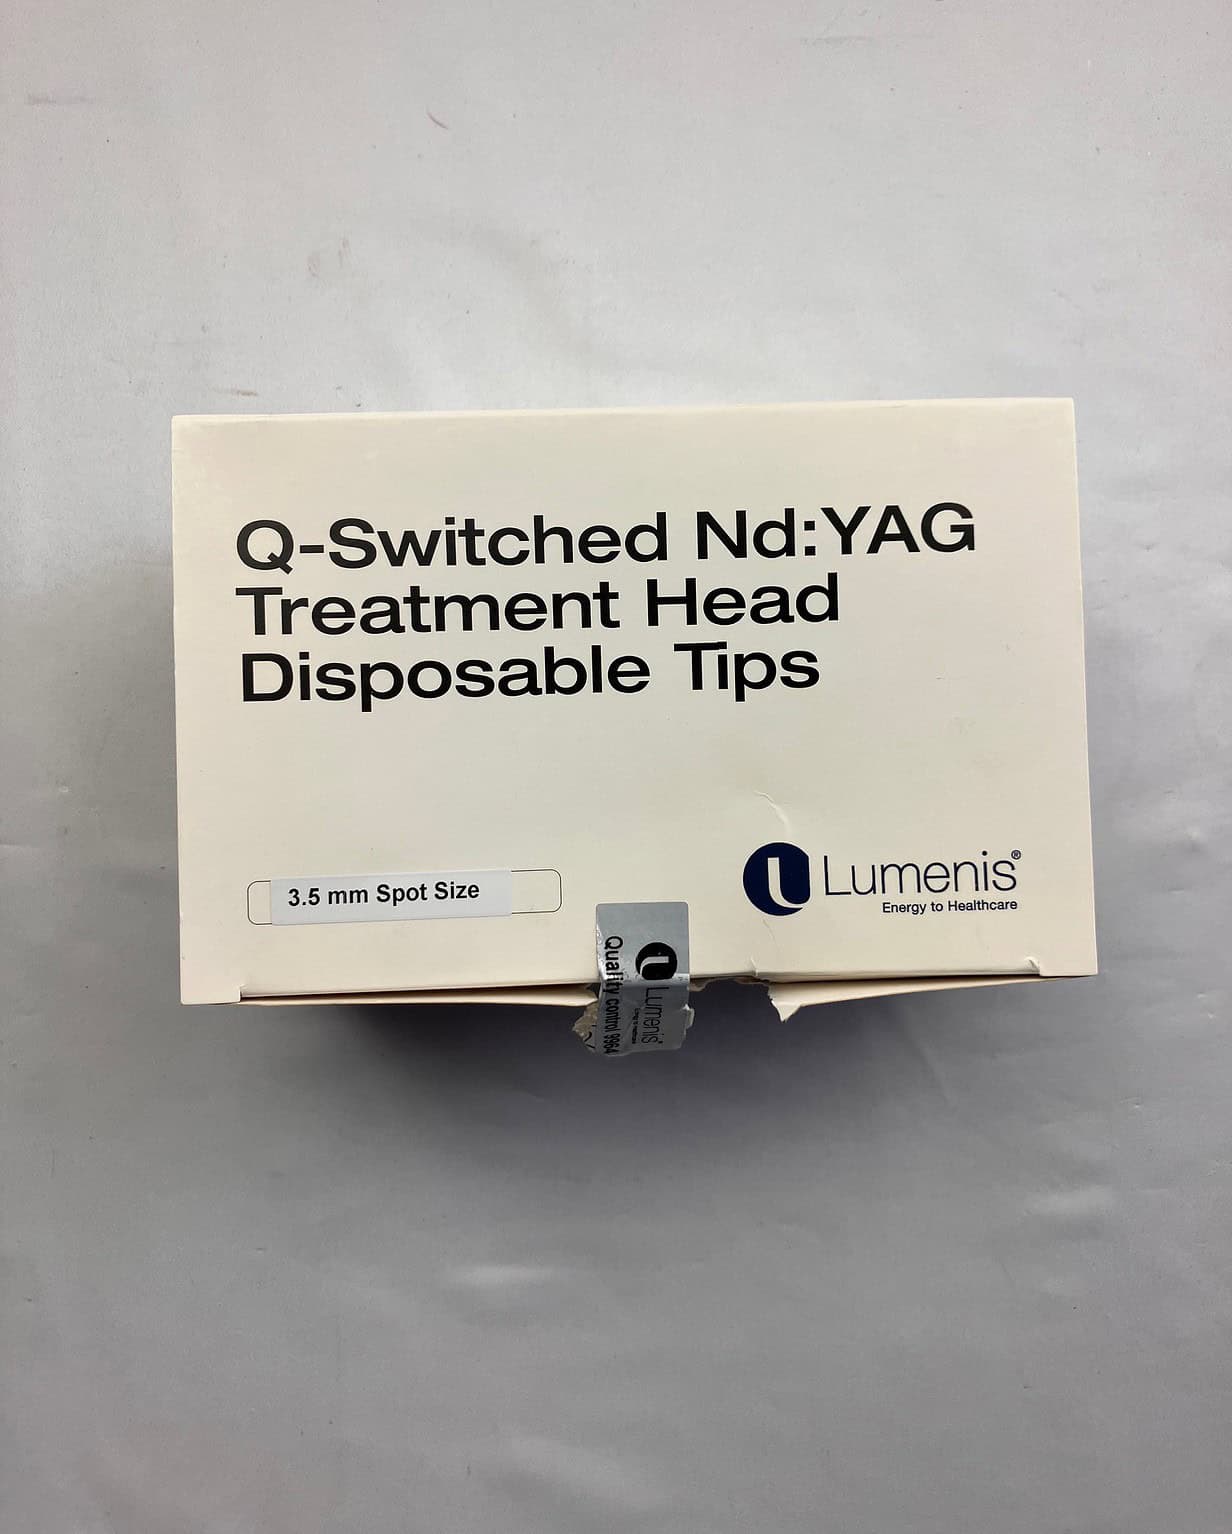 Q-Switched Nd:YAG
Treatment Head
Disposable Tips
3.5 mm Spot Size
Lumenis®
Energy to Healthcare
Lumenis®
Quality control 9964